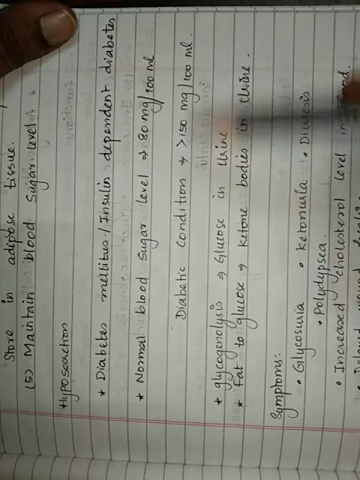 Store in adipose tissue.
(5) Maintain blood sugar level
Hyposecretion
* Diabetes mellitus/Insulin dependent diabetes
* Normal blood sugar level → 80 mg/100 ml
Diabetic condition → >150 mg/100 ml.
* glycogenolysis → Glucose in Urine
* Fat to glucose → Ketone bodies in Urine.
Symptoms:
• Glycosuria • Ketonuria • Diuresis
• Polydypsea.
• Increased cholesterol level in blood.